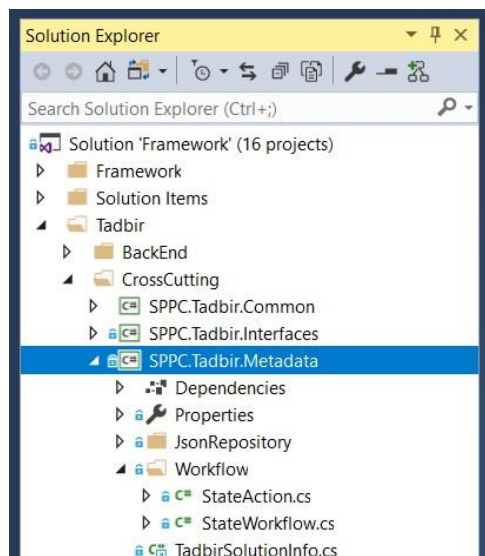 Solution Explorer
Search Solution Explorer (Ctrl+;)
Solution 'Framework' (16 projects)
Framework
Solution Items
Tadbir
BackEnd
CrossCutting
C# SPPC.Tadbir.Common
C# SPPC.Tadbir.Interfaces
C# SPPC.Tadbir.Metadata
Dependencies
Properties
JsonRepository
Workflow
C# StateAction.cs
C# StateWorkflow.cs
C# TadbirSolutionInfo.cs